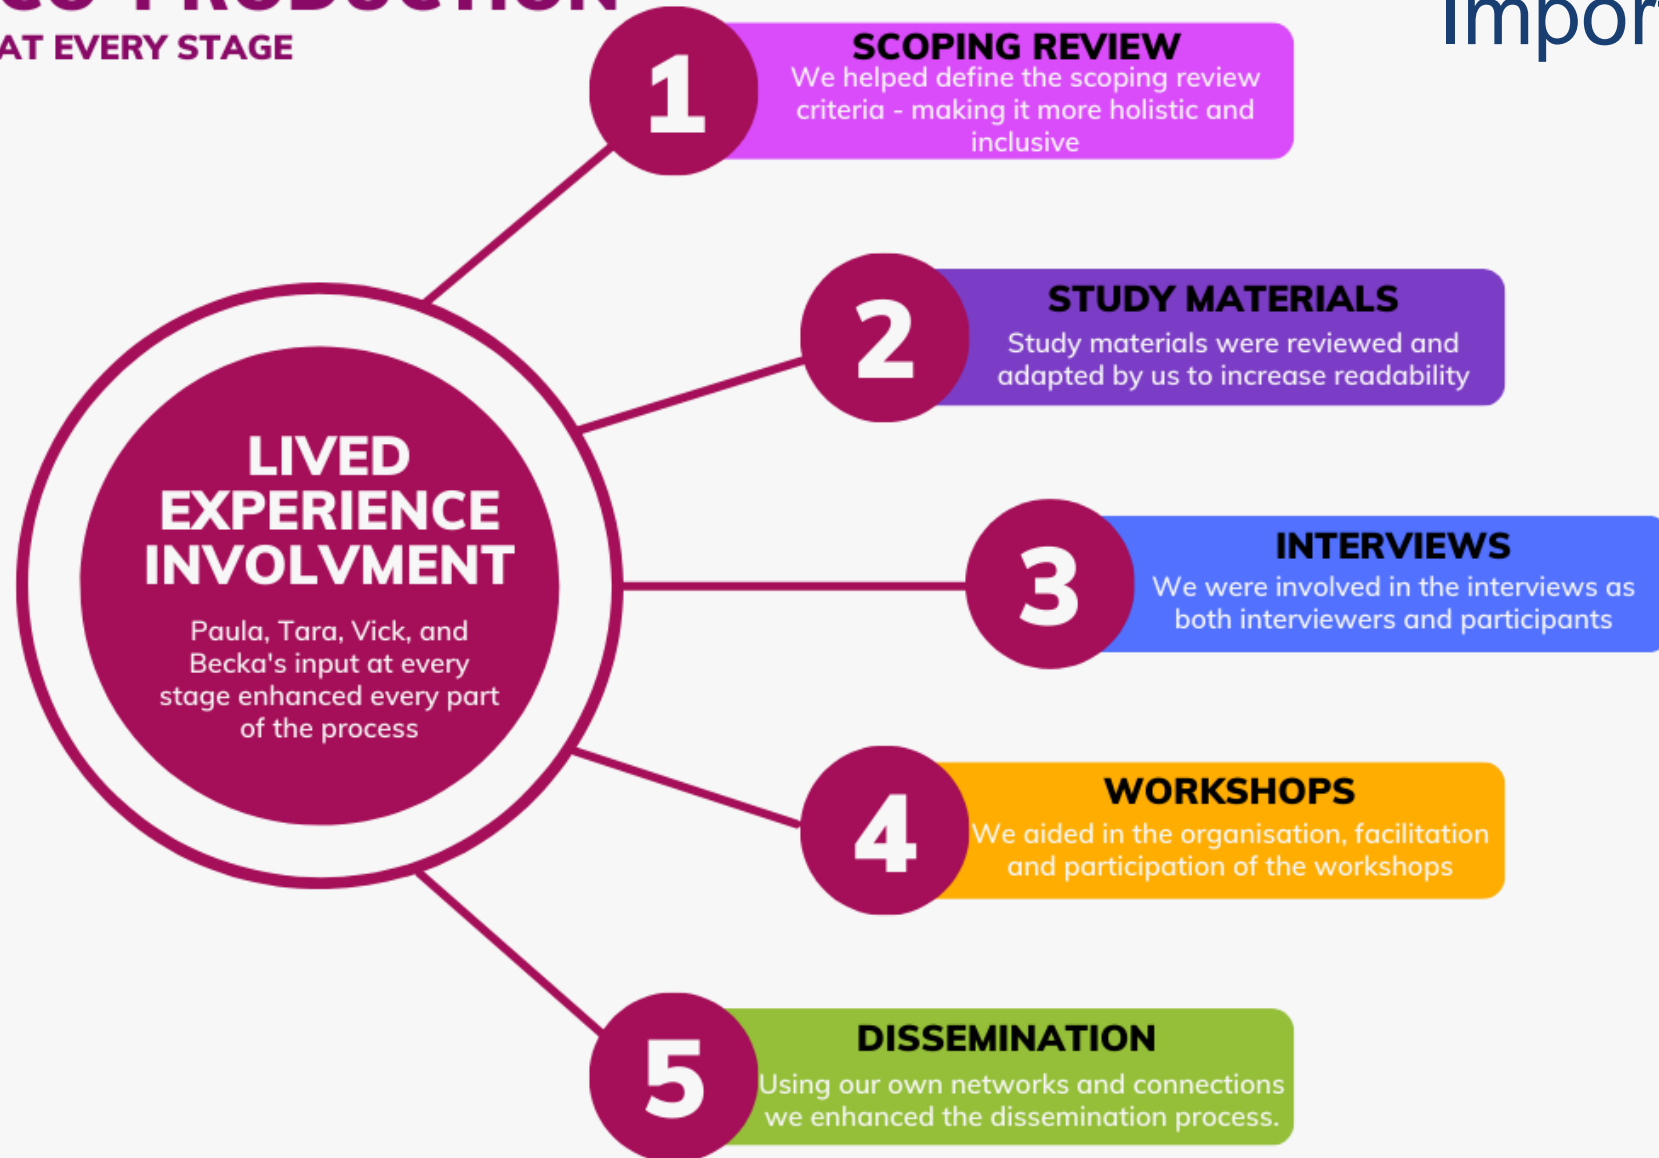 CO-PRODUCTION
AT EVERY STAGE
Impor
1
SCOPING REVIEW
We helped define the scoping review
criteria - making it more holistic and
inclusive
2
STUDY MATERIALS
Study materials were reviewed and
adapted by us to increase readability
LIVED
EXPERIENCE
INVOLVMENT
Paula, Tara, Vick, and
Becka's input at every
stage enhanced every part
of the process
3
INTERVIEWS
We were involved in the interviews as
both interviewers and participants
4
WORKSHOPS
We aided in the organisation, facilitation
and participation of the workshops
5
DISSEMINATION
Using our own networks and connections
we enhanced the dissemination process.